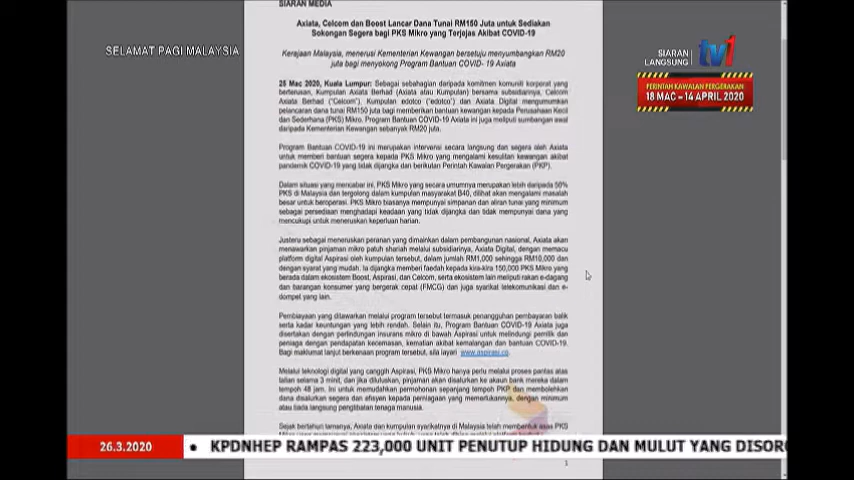 SIARAN MEDIA
Axiata, Celcom dan Boost Lancar Dana Tunai RM150 Juta untuk Sediakan
Sokongan Segera bagi PKS Mikro yang Terjejas Akibat COVID-19
Kerajaan Malaysia, menerusi Kementerian Kewangan bersetuju menyumbangkan RM20
juta bagi menyokong Program Bantuan COVID- 19 Axiata
SELAMAT PAGI MALAYSIA
SIARAN
LANGSUNG
tv1
PERINTAH KAWALAN PERGERAKAN
18 MAC – 14 APRIL 2020
25 Mac 2020, Kuala Lumpur: Sebagai sebahagian daripada komitmen komuniti korporat yang
bertanggungjawab, Kumpulan Axiata Berhad (Axiata atau Kumpulan) bersama subsidiarinya, Celcom
Axiata Berhad ("Celcom"), Kumpulan edotco ("edotco") dan Axiata Digital mengumumkan
pelancaran dana tunai RM150 juta bagi memberikan bantuan kewangan kepada Perusahaan Kecil
dan Sederhana (PKS) Mikro. Program Bantuan COVID-19 Axiata ini juga meliputi sumbangan awal
daripada Kementerian Kewangan sebanyak RM20 juta.
Program Bantuan COVID-19 ini merupakan intervensi secara langsung dan segera oleh Axiata
untuk memberi bantuan segera kepada PKS Mikro yang mengalami kesulitan kewangan akibat
pandemik COVID-19 yang tidak dijangka dan berikutan Perintah Kawalan Pergerakan (PKP).
Dalam situasi yang mencabar ini, PKS Mikro yang secara umumnya merupakan lebih daripada 50%
PKS di Malaysia dan tergolong dalam kumpulan masyarakat B40, dilihat akan mengalami masalah
besar untuk beroperasi. PKS Mikro biasanya mempunyai simpanan dan aliran tunai yang minimum
sebagai persediaan menghadapi keadaan yang tidak dijangka dan tidak mempunyai dana yang
mencukupi untuk meneruskan keperluan harian.
Justeru sebagai meneruskan peranan yang dimainkan dalam pembangunan nasional, Axiata akan
menawarkan pinjaman mikro patuh shariah melalui subsidiarinya, Axiata Digital, dengan memacu
platform digital Aspirasi oleh kumpulan tersebut, dalam jumlah RM1,000 sehingga RM10,000 dan
dengan syarat yang mudah. Ia dijangka memberi faedah kepada kira-kira 150,000 PKS Mikro yang
berada dalam ekosistem Boost, Aspirasi, dan Celcom, serta ekosistem lain meliputi rakan e-dagang
dan barangan konsumer yang bergerak cepat (FMCG) dan juga syarikat telekomunikasi dan e-
dompet yang lain.
Pembiayaan yang ditawarkan melalui program tersebut termasuk penangguhan pembayaran balik
serta kadar keuntungan yang lebih rendah. Selain itu, Program Bantuan COVID-19 Axiata juga
disertakan dengan perlindungan insurans mikro di bawah Aspirasi untuk melindungi pemilik dan
peniaga dengan pendapatan kecemasan, kematian akibat kemalangan dan bantuan COVID-19.
Bagi maklumat lanjut berkenaan program tersebut, sila layari www.aspirasi.co.
Melalui teknologi digital yang canggih Aspirasi, PKS Mikro hanya perlu melalui proses pantas atas
talian selama 3 minit, dan jika diluluskan, pinjaman akan disalurkan ke akaun bank mereka dalam
tempoh 48 jam. Ini untuk memudahkan permohonan sepanjang tempoh PKP dan membolehkan
dana disalurkan segera dan efisyen kepada perniagaan yang memerlukannya, dengan minimum
atau tiada langsung penglibatan tenaga manusia.
Sejak bertahun lamanya, Axiata dan kumpulan syarikatnya di Malaysia telah membentuk asas PKS
26.3.2020
• KPDNHEP RAMPAS 223,000 UNIT PENUTUP HIDUNG DAN MULUT YANG DISORO
1